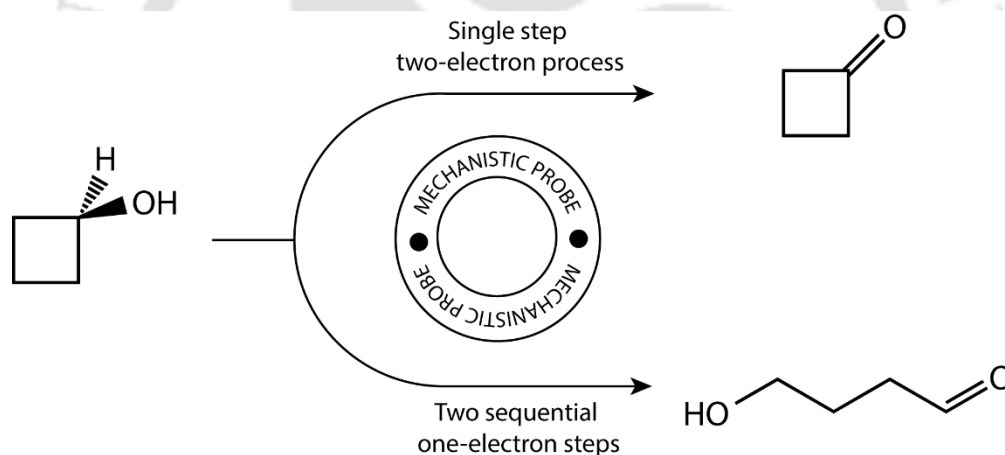 Single step
two-electron process
O
H
OH
MECHANISTIC PROBE
MECHANISTIC PROBE
HO
O
Two sequential
one-electron steps